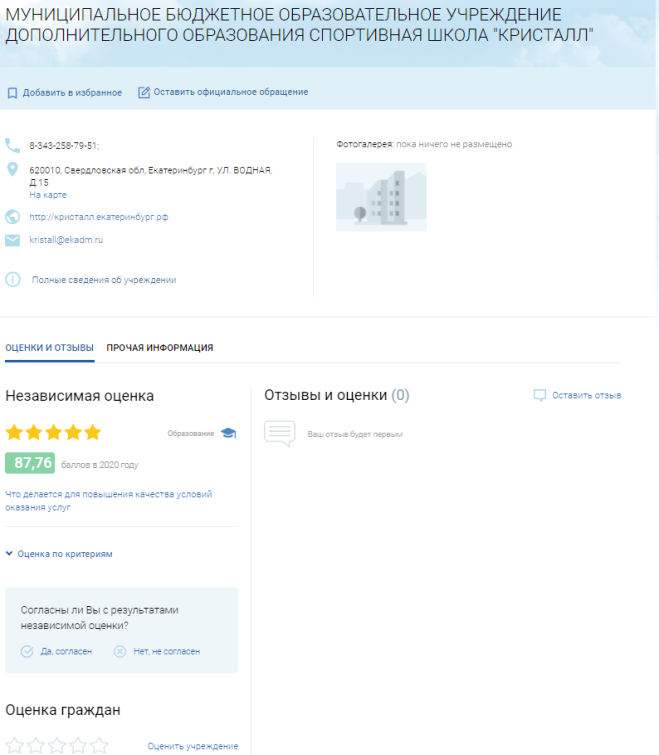 МУНИЦИПАЛЬНОЕ БЮДЖЕТНОЕ ОБРАЗОВАТЕЛЬНОЕ УЧРЕЖДЕНИЕ
ДОПОЛНИТЕЛЬНОГО ОБРАЗОВАНИЯ СПОРТИВНАЯ ШКОЛА "КРИСТАЛЛ"
Добавить в избранное
Оставить официальное обращение
8-343-258-79-51;
620010, Свердловская обл, Екатеринбург г, УЛ. ВОДНАЯ,
Д.15
На карте
http://кристалл.екатеринбург.рф
kristall@ekadm.ru
Полные сведения об учреждении
Фотогалерея: пока ничего не размещено
ОЦЕНКИ И ОТЗЫВЫ
ПРОЧАЯ ИНФОРМАЦИЯ
Независимая оценка
Образование
87,76 баллов в 2020 году
Что делается для повышения качества условий
оказания услуг
Оценка по критериям
Согласны ли Вы с результатами
независимой оценки?
Да, согласен
Нет, не согласен
Оценка граждан
Оценить учреждение
Отзывы и оценки (0)
Оставить отзыв
Ваш отзыв будет первым